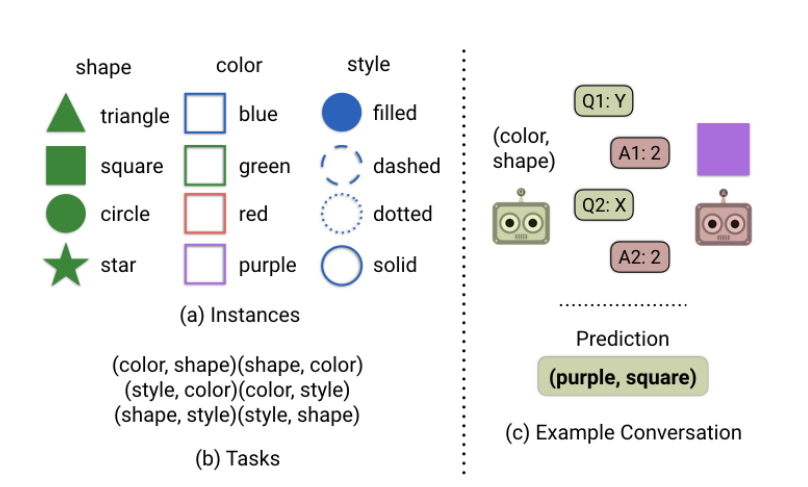 shape color style
triangle blue filled
square green dashed
circle red dotted
star purple solid
(a) Instances
(color, shape)(shape, color)
(style, color)(color, style)
(shape, style)(style, shape)
(b) Tasks
Q1: Y
(color,
shape)
A1: 2
Q2: X
A2: 2
Prediction
(purple, square)
(c) Example Conversation